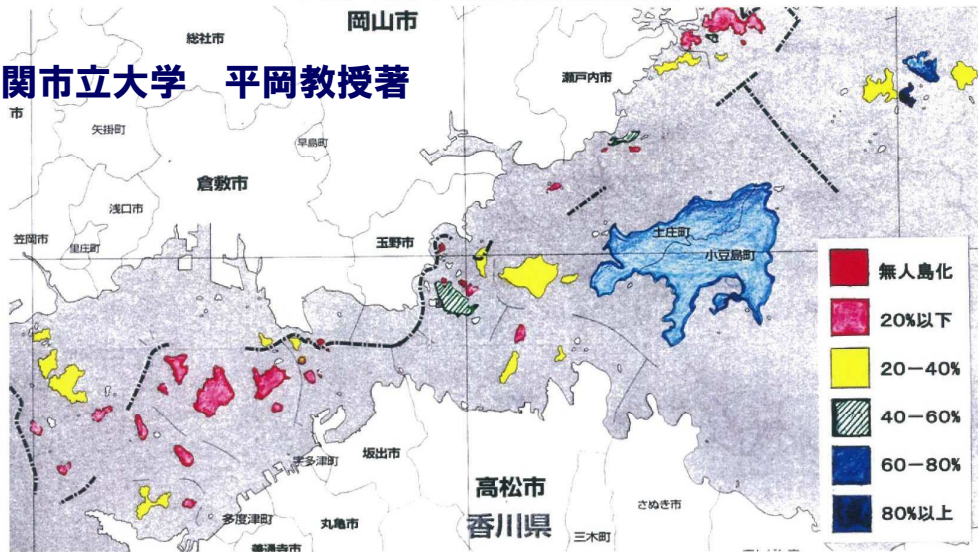 岡山市
総社市
関市立大学　平岡教授著
瀬戸内市
市
矢掛町
早島町
倉敷市
浅口市
笠岡市
里庄町
玉野市
土庄町
小豆島町
無人島化
20%以下
20－40%
40－60%
60－80%
80%以上
坂出市
宇多津町
高松市
香川県
さぬき市
多度津町
丸亀市
三木町
善通寺市